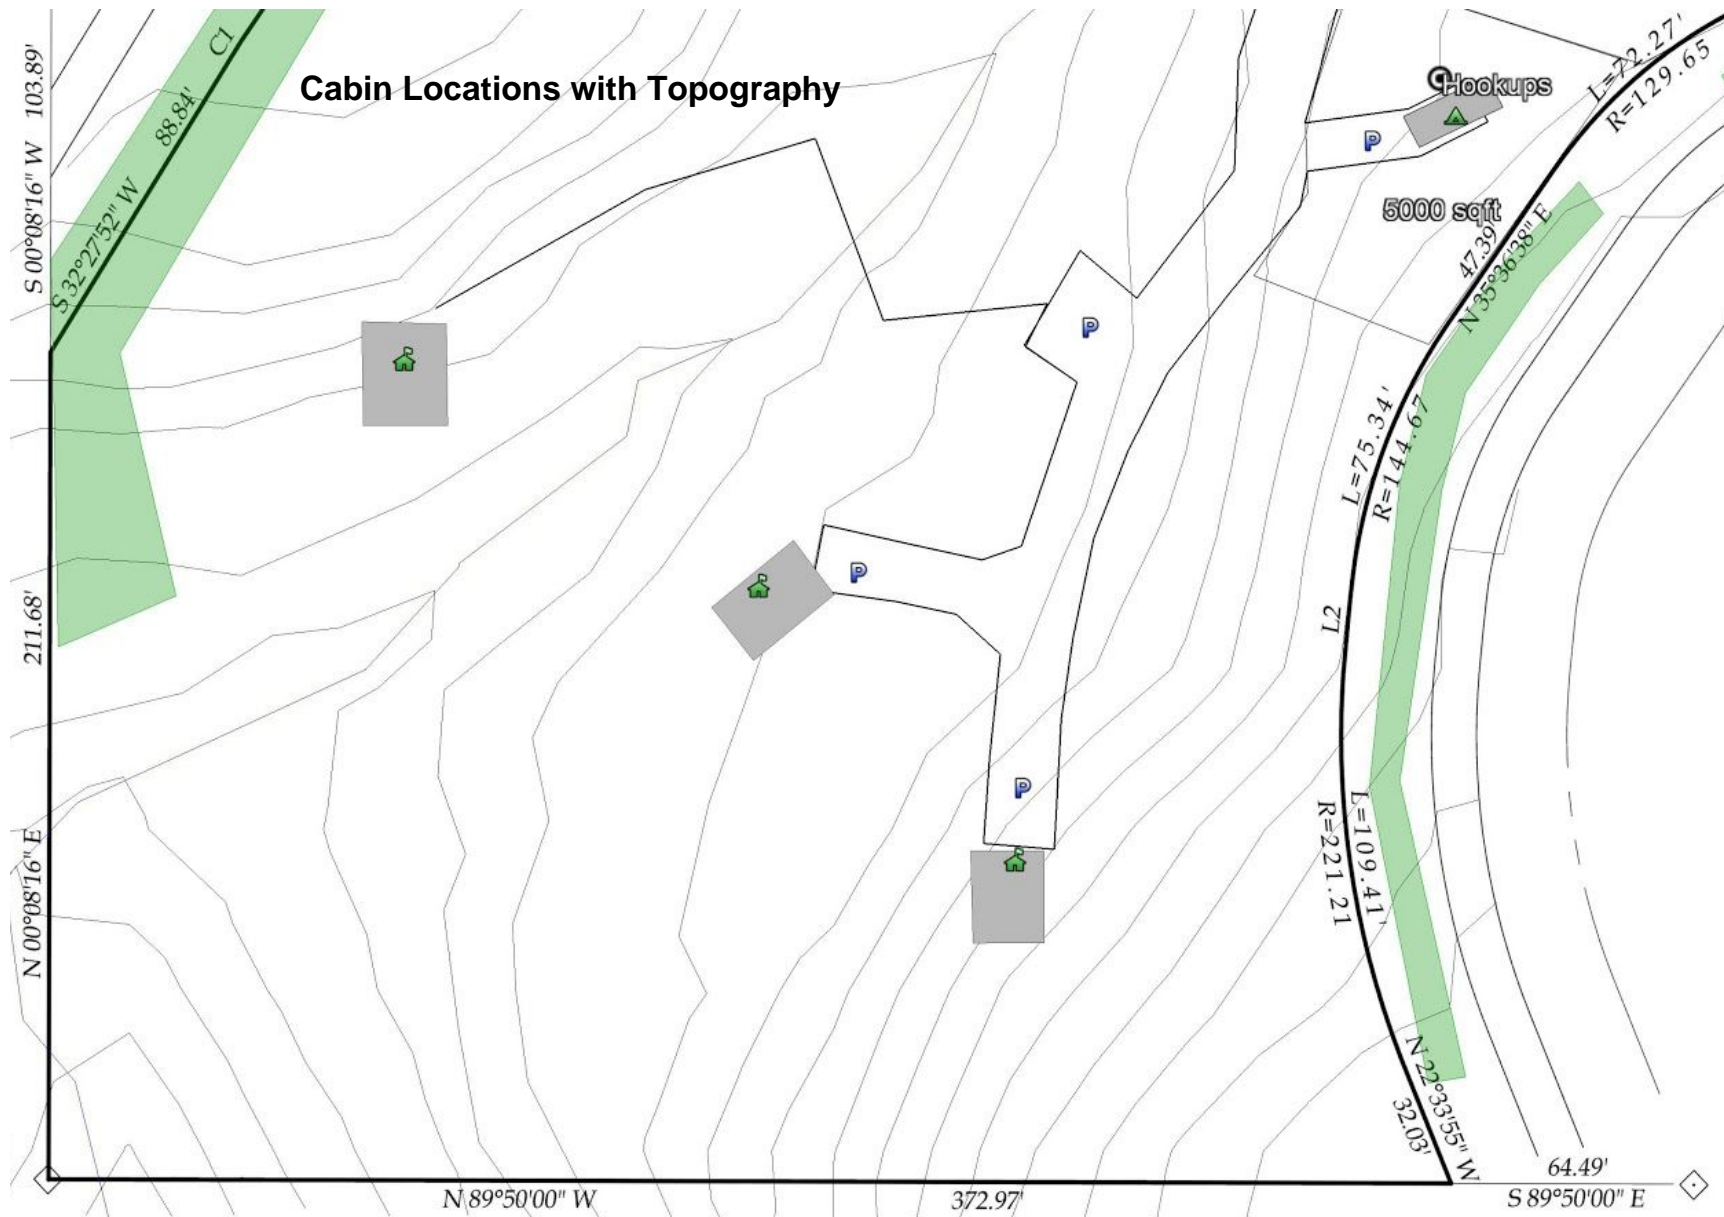 Cabin Locations with Topography
C1
88.84'
S 32°27'52" W
S 00°08'16" W 103.89'
Hookups
P
5000 sqft
L=72.27'
R=129.65
47.39'
N 35°36'38" E
P
L=75.34'
R=144.67
P
L2
211.68'
N 00°08'16" E
P
L=109.41'
R=221.21
N 22°33'55" W
32.03'
N 89°50'00" W
372.97'
64.49'
S 89°50'00" E